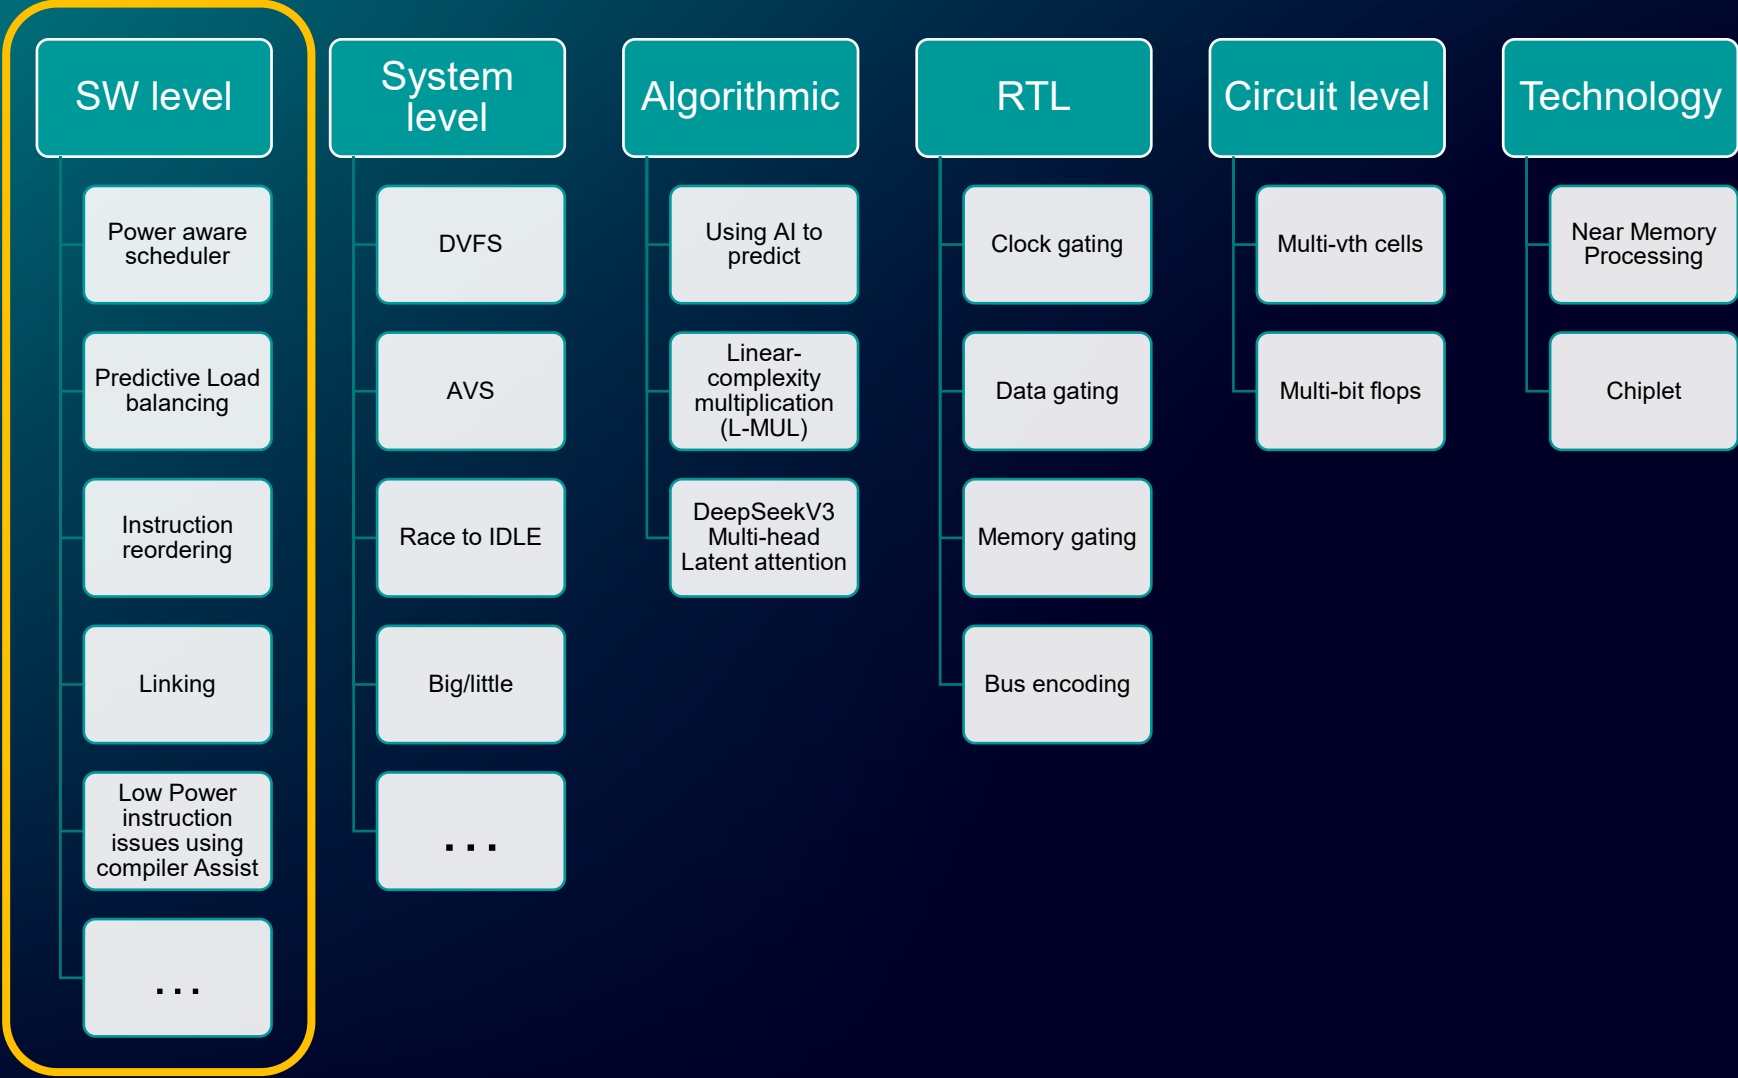 SW level
Power aware
scheduler
Predictive Load
balancing
Instruction
reordering
Linking
Low Power
instruction
issues using
compiler Assist
...
System
level
DVFS
AVS
Race to IDLE
Big/little
...
Algorithmic
Using AI to
predict
Linear-
complexity
multiplication
(L-MUL)
DeepSeekV3
Multi-head
Latent attention
RTL
Clock gating
Data gating
Memory gating
Bus encoding
Circuit level
Multi-vth cells
Multi-bit flops
Technology
Near Memory
Processing
Chiplet